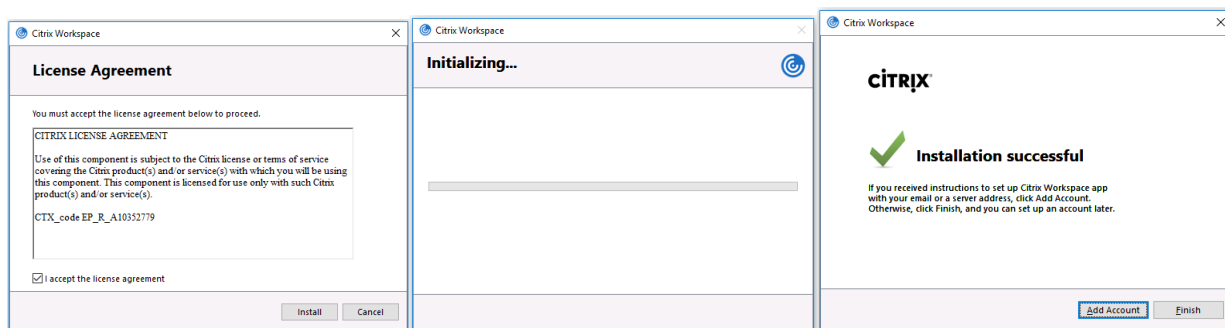 Citrix Workspace
License Agreement
You must accept the license agreement below to proceed.
CITRIX LICENSE AGREEMENT
Use of this component is subject to the Citrix license or terms of service
covering the Citrix product(s) and/or service(s) with which you will be using
this component. This component is licensed for use only with such Citrix
product(s) and/or service(s).
CTX_code EP_R_A10352779
I accept the license agreement
Install
Cancel
Citrix Workspace
Initializing...
Citrix Workspace
CİTRIX
Installation successful
If you received instructions to set up Citrix Workspace app
with your email or a server address, click Add Account.
Otherwise, click Finish, and you can set up an account later.
Add Account
Finish